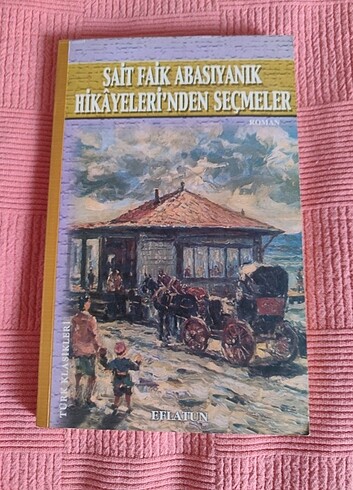 SAİT FAİK ABASIYANIK
HİKÂYELERİ'NDEN SEÇMELER
ROMAN
TÜRK KLASİKLERİ
EFLATUN